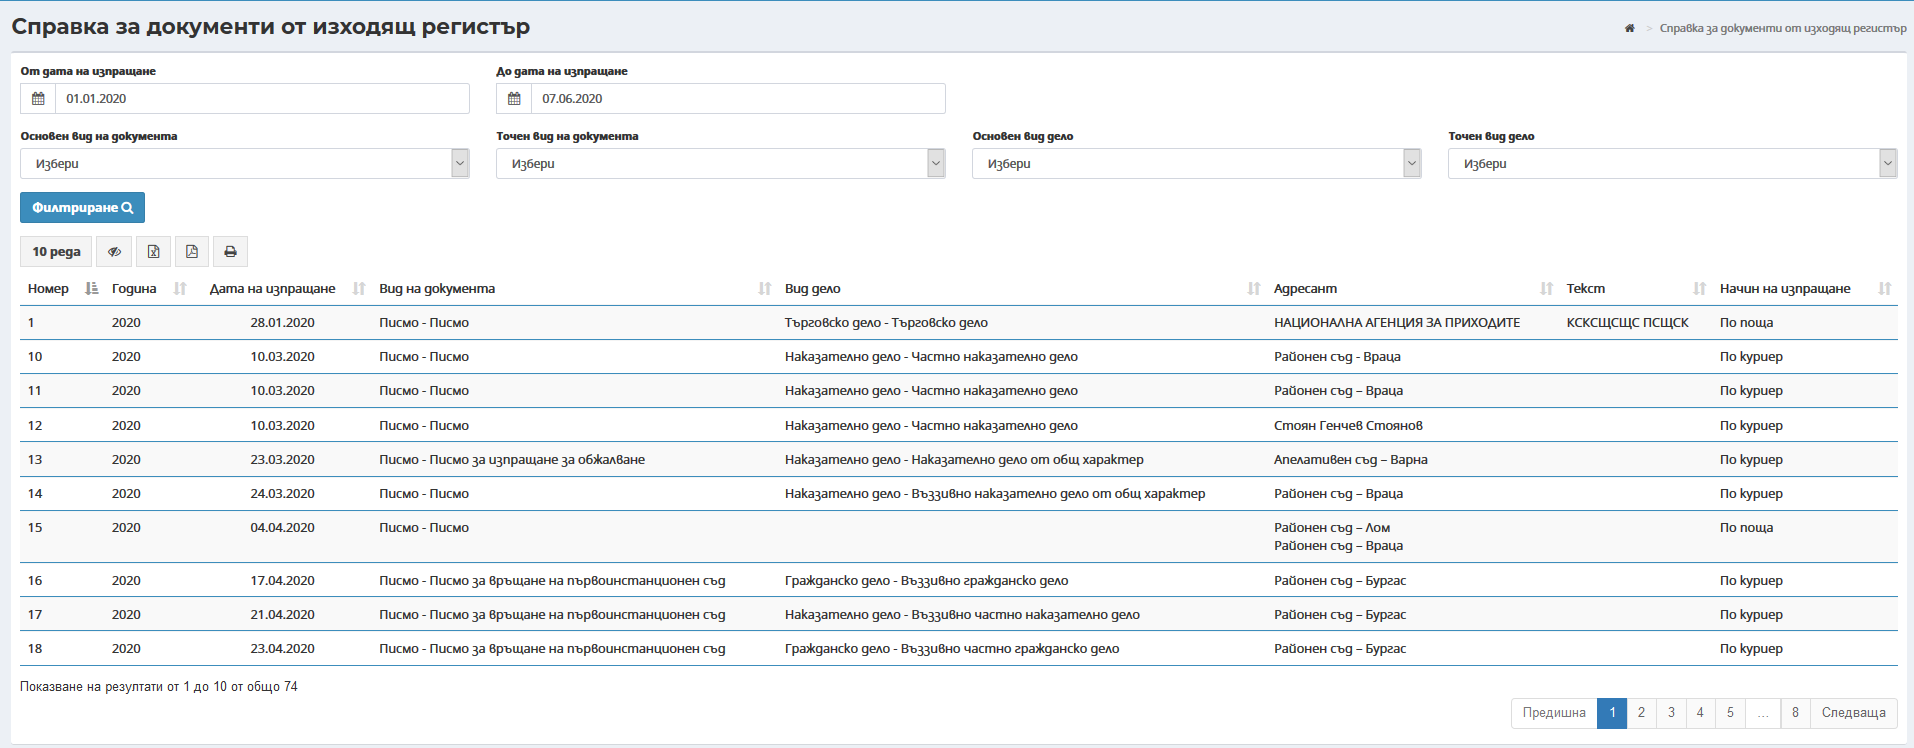 Справка за документи от изходящ регистър
> Справка за документи от изходящ регистър
От дата на изпращане До дата на изпращане
01.01.2020 07.06.2020
Основен вид на документа Точен вид на документа Основен вид дело Точен вид дело
Избери Избери Избери Избери
Филтриране
10 реда
Номер Година Дата на изпращане Вид на документа Вид дело Адресант Текст Начин на изпращане
1 2020 28.01.2020 Писмо - Писмо Търговско дело - Търговско дело НАЦИОНАЛНА АГЕНЦИЯ ЗА ПРИХОДИТЕ КСКСЩСЩС ПСЩСК По поща
10 2020 10.03.2020 Писмо - Писмо Наказателно дело - Частно наказателно дело Районен съд - Враца По куриер
11 2020 10.03.2020 Писмо - Писмо Наказателно дело - Частно наказателно дело Районен съд – Враца По куриер
12 2020 10.03.2020 Писмо - Писмо Наказателно дело - Частно наказателно дело Стоян Генчев Стоянов По куриер
13 2020 23.03.2020 Писмо - Писмо за изпращане за обжалване Наказателно дело - Наказателно дело от общ характер Апелативен съд – Варна По куриер
14 2020 24.03.2020 Писмо - Писмо Наказателно дело - Въззивно наказателно дело от общ характер Районен съд – Враца По куриер
15 2020 04.04.2020 Писмо - Писмо Районен съд – Лом По поща
Районен съд – Враца
16 2020 17.04.2020 Писмо - Писмо за връщане на първоинстанционен съд Гражданско дело - Въззивно гражданско дело Районен съд – Бургас По куриер
17 2020 21.04.2020 Писмо - Писмо за връщане на първоинстанционен съд Наказателно дело - Въззивно частно наказателно дело Районен съд – Бургас По куриер
18 2020 23.04.2020 Писмо - Писмо за връщане на първоинстанционен съд Гражданско дело - Въззивно частно гражданско дело Районен съд – Бургас По куриер
Показване на резултати от 1 до 10 от общо 74
Предишна 1 2 3 4 5 ... 8 Следваща